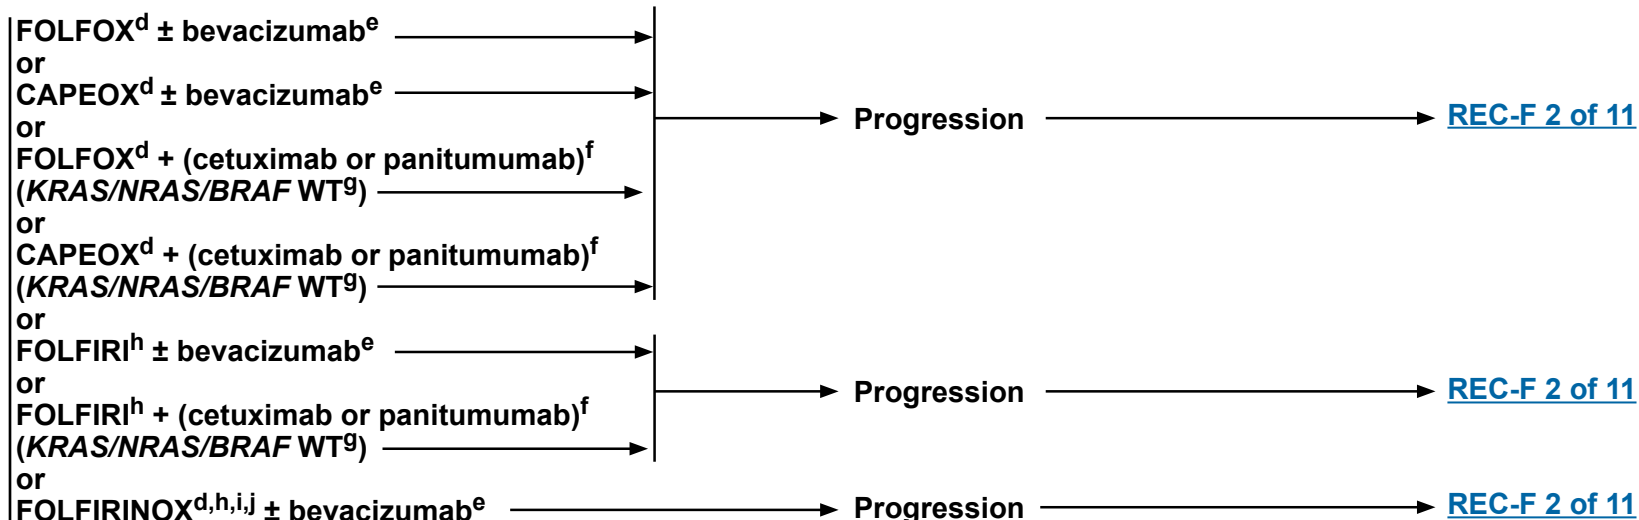 FOLFOXᵈ ± bevacizumabᵉ
or
CAPEOXᵈ ± bevacizumabᵉ
or
FOLFOXᵈ + (cetuximab or panitumumab)ᶠ
(KRAS/NRAS/BRAF WTᵍ)
or
CAPEOXᵈ + (cetuximab or panitumumab)ᶠ
(KRAS/NRAS/BRAF WTᵍ)
Progression
REC-F 2 of 11
or
FOLFIRIʰ ± bevacizumabᵉ
or
FOLFIRIʰ + (cetuximab or panitumumab)ᶠ
(KRAS/NRAS/BRAF WTᵍ)
Progression
REC-F 2 of 11
or
FOLFIRINOXᵈ,ʰ,ⁱ,ʲ ± bevacizumabᵉ
Progression
REC-F 2 of 11